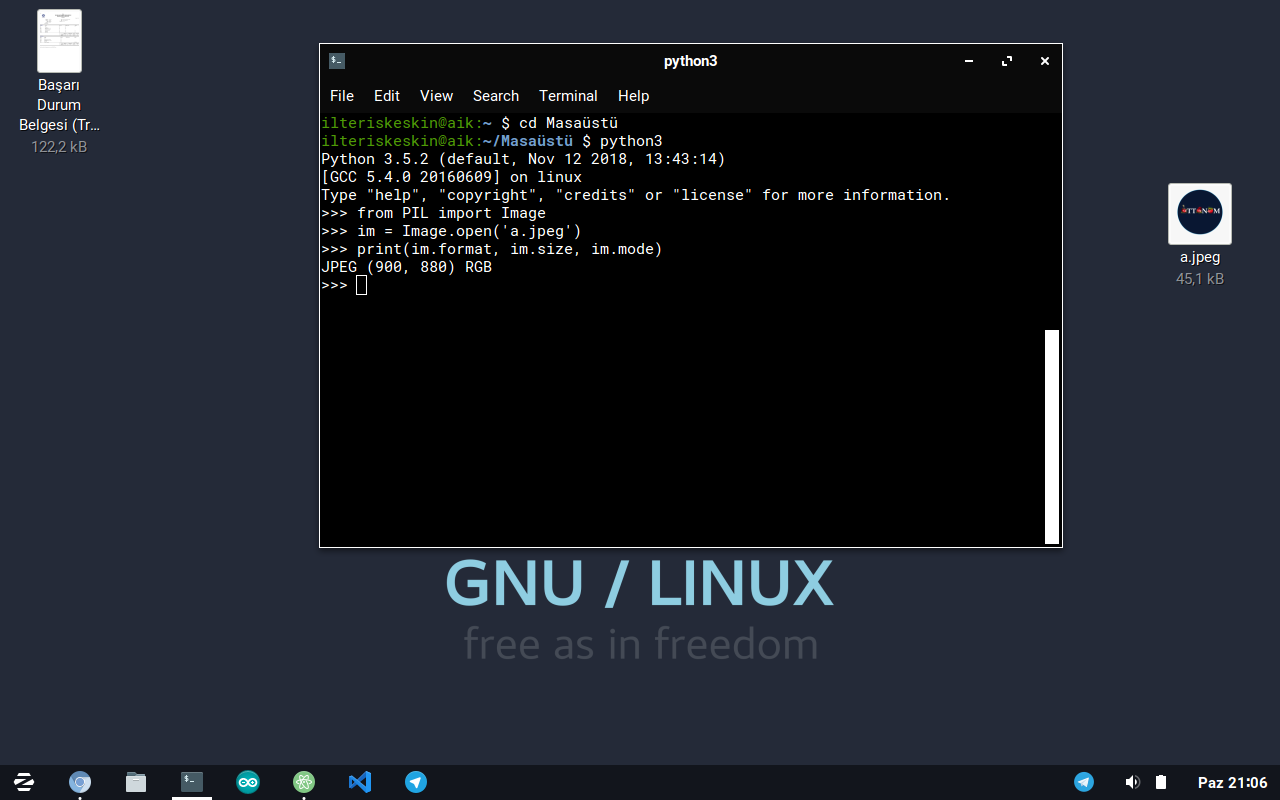 Başarı
Durum
Belgesi (Tr...
122,2 kB
python3
File Edit View Search Terminal Help
ilteriskeskin@aik:~ $ cd Masaüstü
ilteriskeskin@aik:~/Masaüstü $ python3
Python 3.5.2 (default, Nov 12 2018, 13:43:14)
[GCC 5.4.0 20160609] on linux
Type "help", "copyright", "credits" or "license" for more information.
>>> from PIL import Image
>>> im = Image.open('a.jpeg')
>>> print(im.format, im.size, im.mode)
JPEG (900, 880) RGB
>>>
a.jpeg
45,1 kB
GNU / LINUX
free as in freedom
Paz 21:06